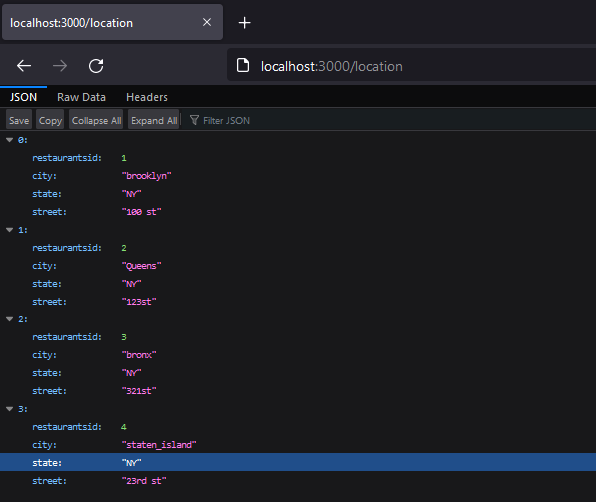 localhost:3000/location
localhost:3000/location
JSON Raw Data Headers
Save Copy Collapse All Expand All Filter JSON
0:
restaurantsid: 1
city: "brooklyn"
state: "NY"
street: "100 st"
1:
restaurantsid: 2
city: "Queens"
state: "NY"
street: "123st"
2:
restaurantsid: 3
city: "bronx"
state: "NY"
street: "321st"
3:
restaurantsid: 4
city: "staten_island"
state: "NY"
street: "23rd st"